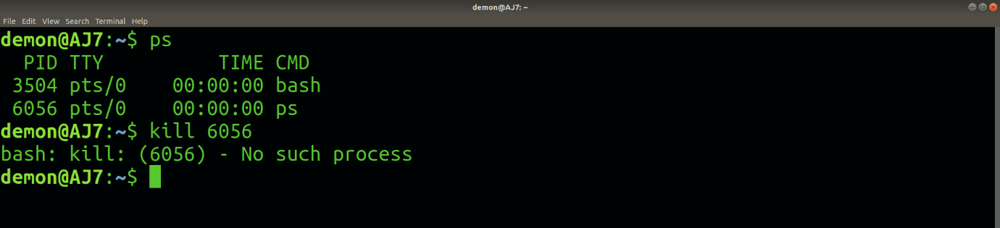 demon@AJ7: ~
File Edit View Search Terminal Help
demon@AJ7:~$ ps
  PID TTY          TIME CMD
 3504 pts/0    00:00:00 bash
 6056 pts/0    00:00:00 ps
demon@AJ7:~$ kill 6056
bash: kill: (6056) - No such process
demon@AJ7:~$